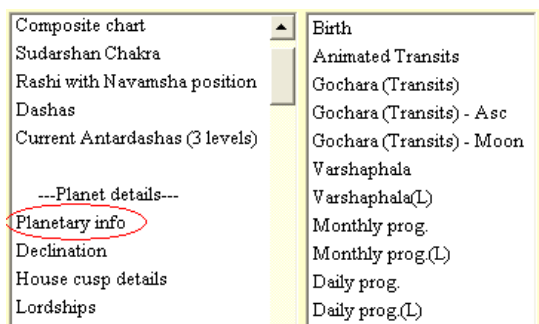 Composite chart
Sudarshan Chakra
Rashi with Navamsha position
Dashas
Current Antardashas (3 levels)
---Planet details---
Planetary info
Declination
House cusp details
Lordships
Birth
Animated Transits
Gochara (Transits)
Gochara (Transits) - Asc
Gochara (Transits) - Moon
Varshaphala
Varshaphala(L)
Monthly prog.
Monthly prog.(L)
Daily prog.
Daily prog.(L)